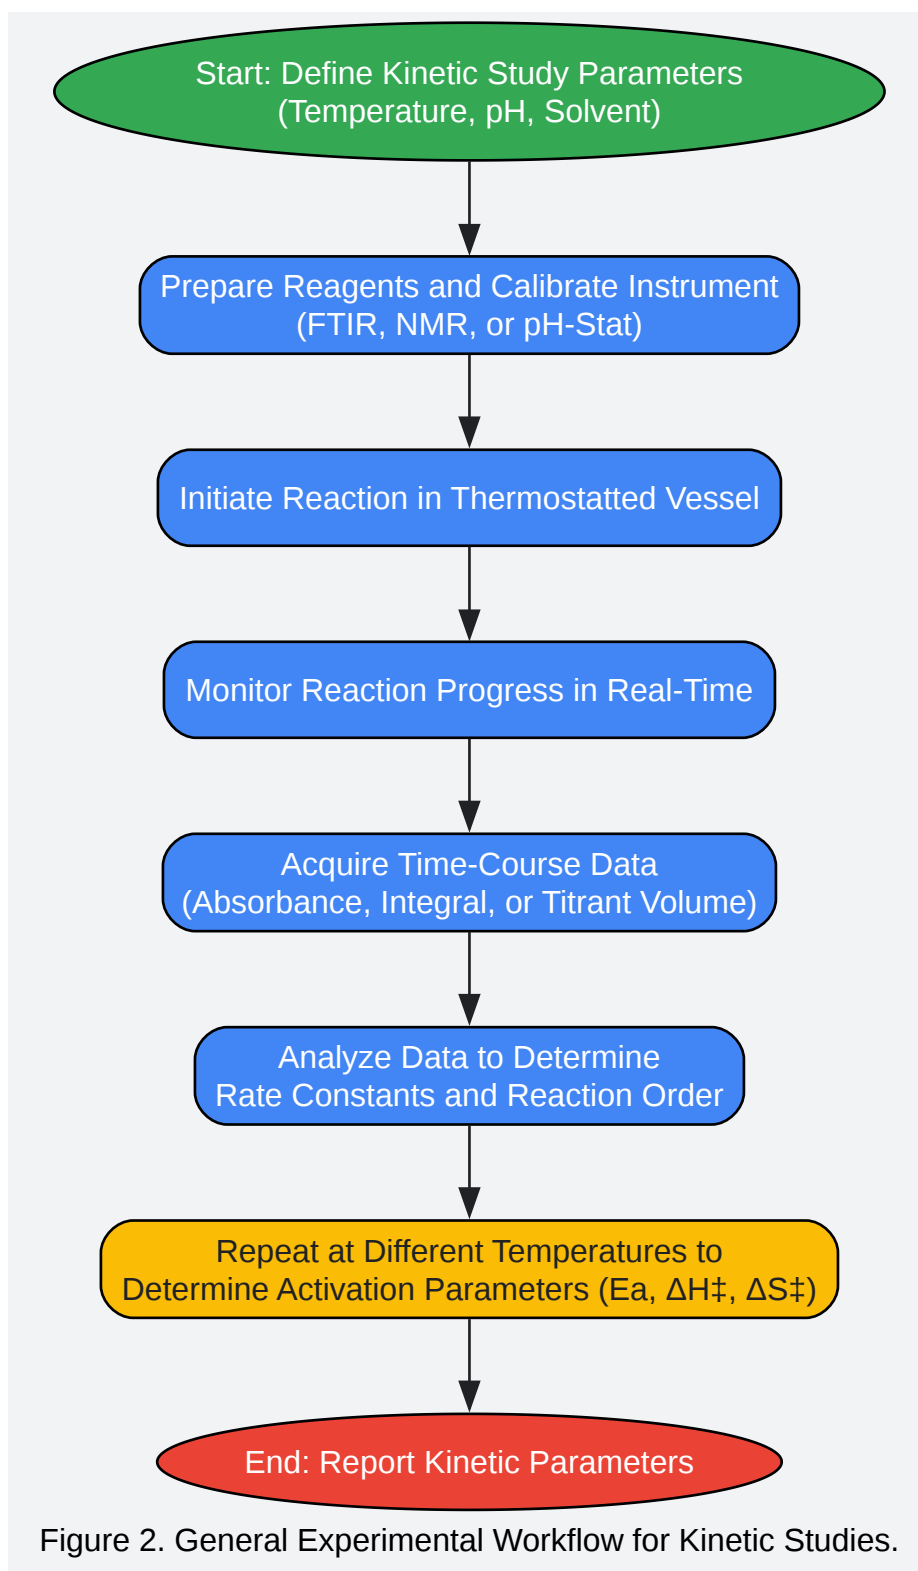 Start: Define Kinetic Study Parameters
(Temperature, pH, Solvent)
Prepare Reagents and Calibrate Instrument
(FTIR, NMR, or pH-Stat)
Initiate Reaction in Thermostatted Vessel
Monitor Reaction Progress in Real-Time
Acquire Time-Course Data
(Absorbance, Integral, or Titrant Volume)
Analyze Data to Determine
Rate Constants and Reaction Order
Repeat at Different Temperatures to
Determine Activation Parameters (Ea, ΔH‡, ΔS‡)
End: Report Kinetic Parameters
Figure 2. General Experimental Workflow for Kinetic Studies.